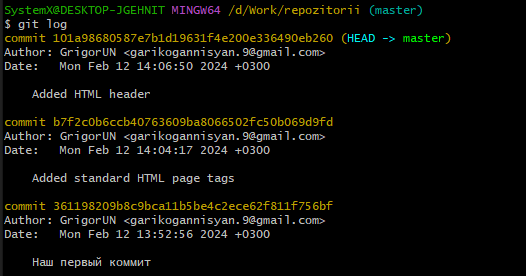 SystemX@DESKTOP-JGEHNIT MINGW64 /d/Work/repozitorii (master)
$ git log
commit 101a98680587e7b1d19631f4e200e336490eb260 (HEAD -> master)
Author: GrigorUN <garikogannisyan.9@gmail.com>
Date:   Mon Feb 12 14:06:50 2024 +0300
    Added HTML header
commit b7f2c0b6ccb40763609ba8066502fc50b069d9fd
Author: GrigorUN <garikogannisyan.9@gmail.com>
Date:   Mon Feb 12 14:04:17 2024 +0300
    Added standard HTML page tags
commit 361198209b8c9bca11b5be4c2ece62f811f756bf
Author: GrigorUN <garikogannisyan.9@gmail.com>
Date:   Mon Feb 12 13:52:56 2024 +0300
    Наш первый коммит